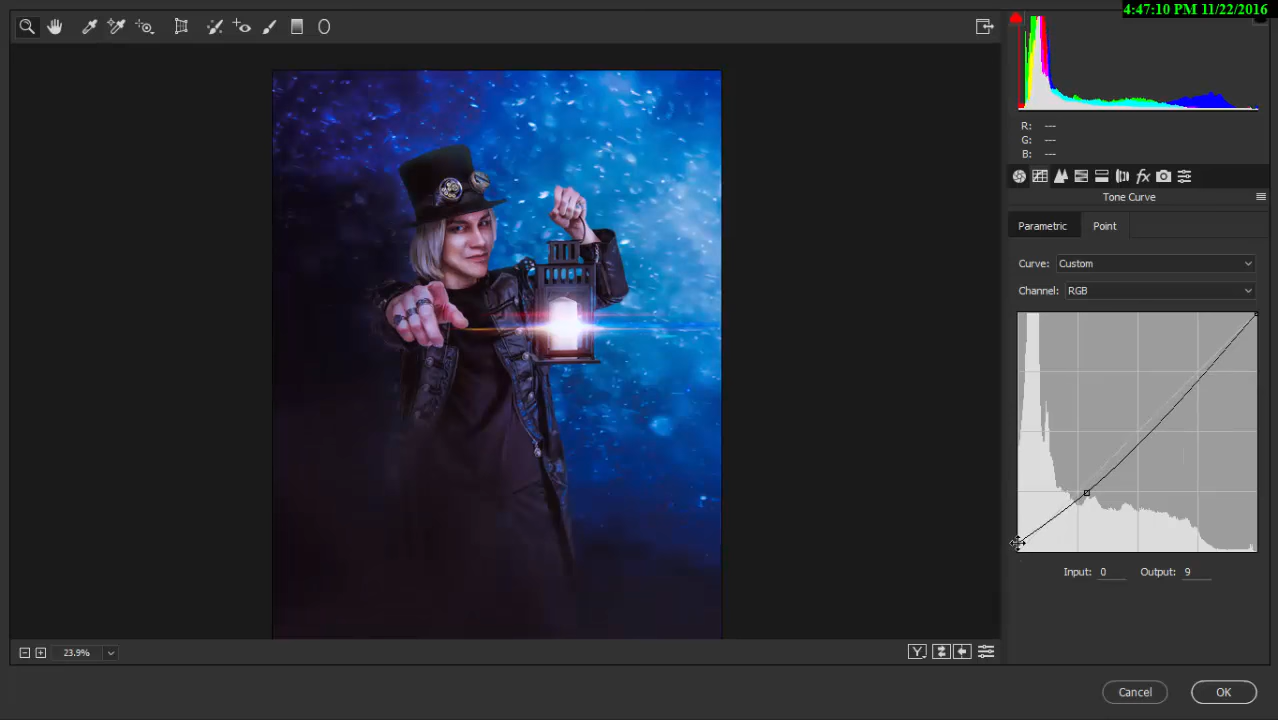 4:47:10 PM 11/22/2016
R: ---
G: ---
B: ---
fx
Tone Curve
Parametric
Point
Curve: Custom
Channel: RGB
Input: 0 Output: 9
23.9%
Y
Cancel
OK